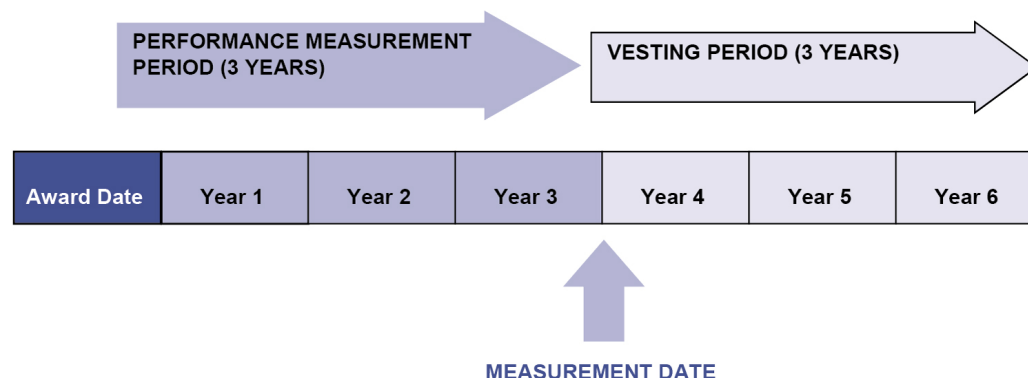 PERFORMANCE MEASUREMENT
PERIOD (3 YEARS)
VESTING PERIOD (3 YEARS)
Award Date
Year 1
Year 2
Year 3
Year 4
Year 5
Year 6
MEASUREMENT DATE